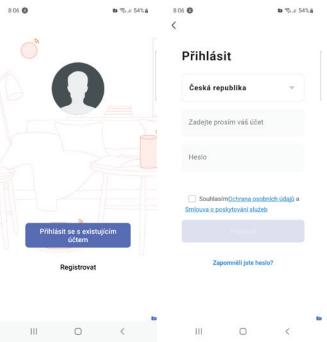 8:06
54%
Přihlásit se s existujícím
účtem
Registrovat
8:06
54%
Přihlásit
Česká republika
Zadejte prosím váš účet
Heslo
Souhlasím Ochrana osobních údajů a
Smlouva o poskytování služeb
Přihlásit
Zapomněli jste heslo?